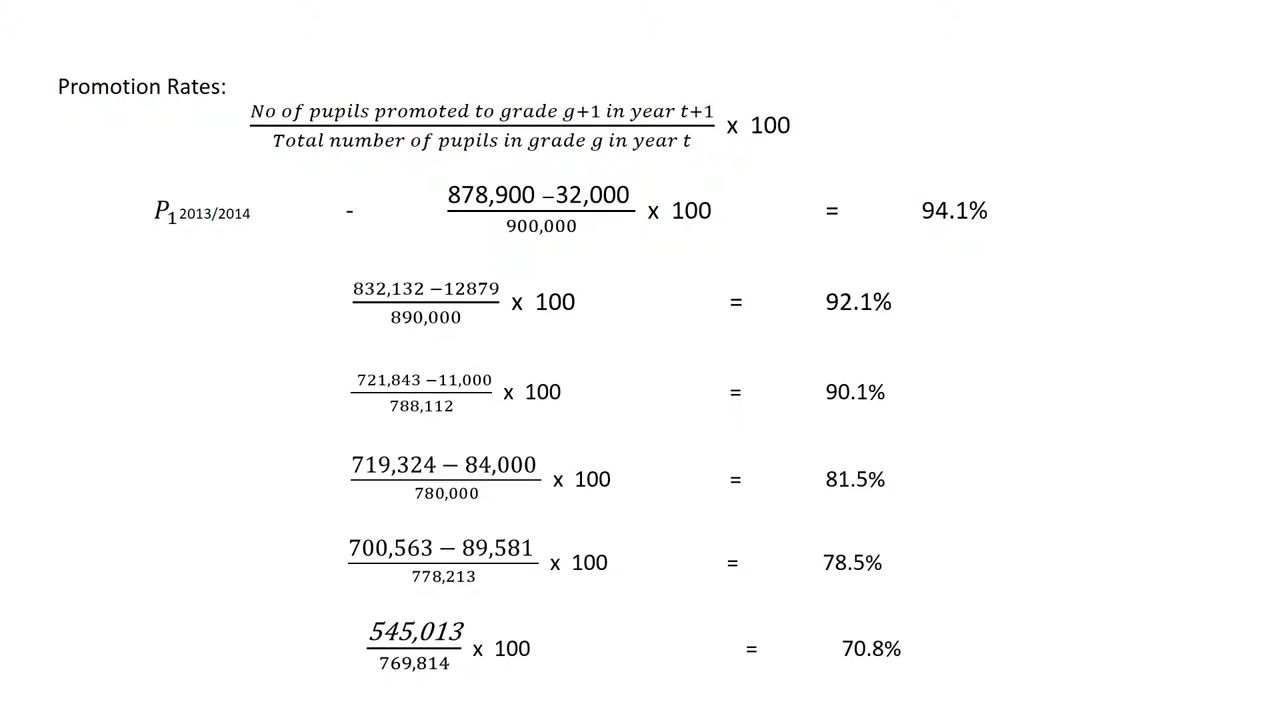 Promotion Rates:
No of pupils promoted to grade g+1 in year t+1
Total number of pupils in grade g in year t
x 100
P1 2013/2014 - 878,900 –32,000 x 100 = 94.1%
900,000
832,132 −12879 x 100 = 92.1%
890,000
721,843 −11,000 x 100 = 90.1%
788,112
719,324 − 84,000 x 100 = 81.5%
780,000
700,563 − 89,581 x 100 = 78.5%
778,213
545,013 x 100 = 70.8%
769,814